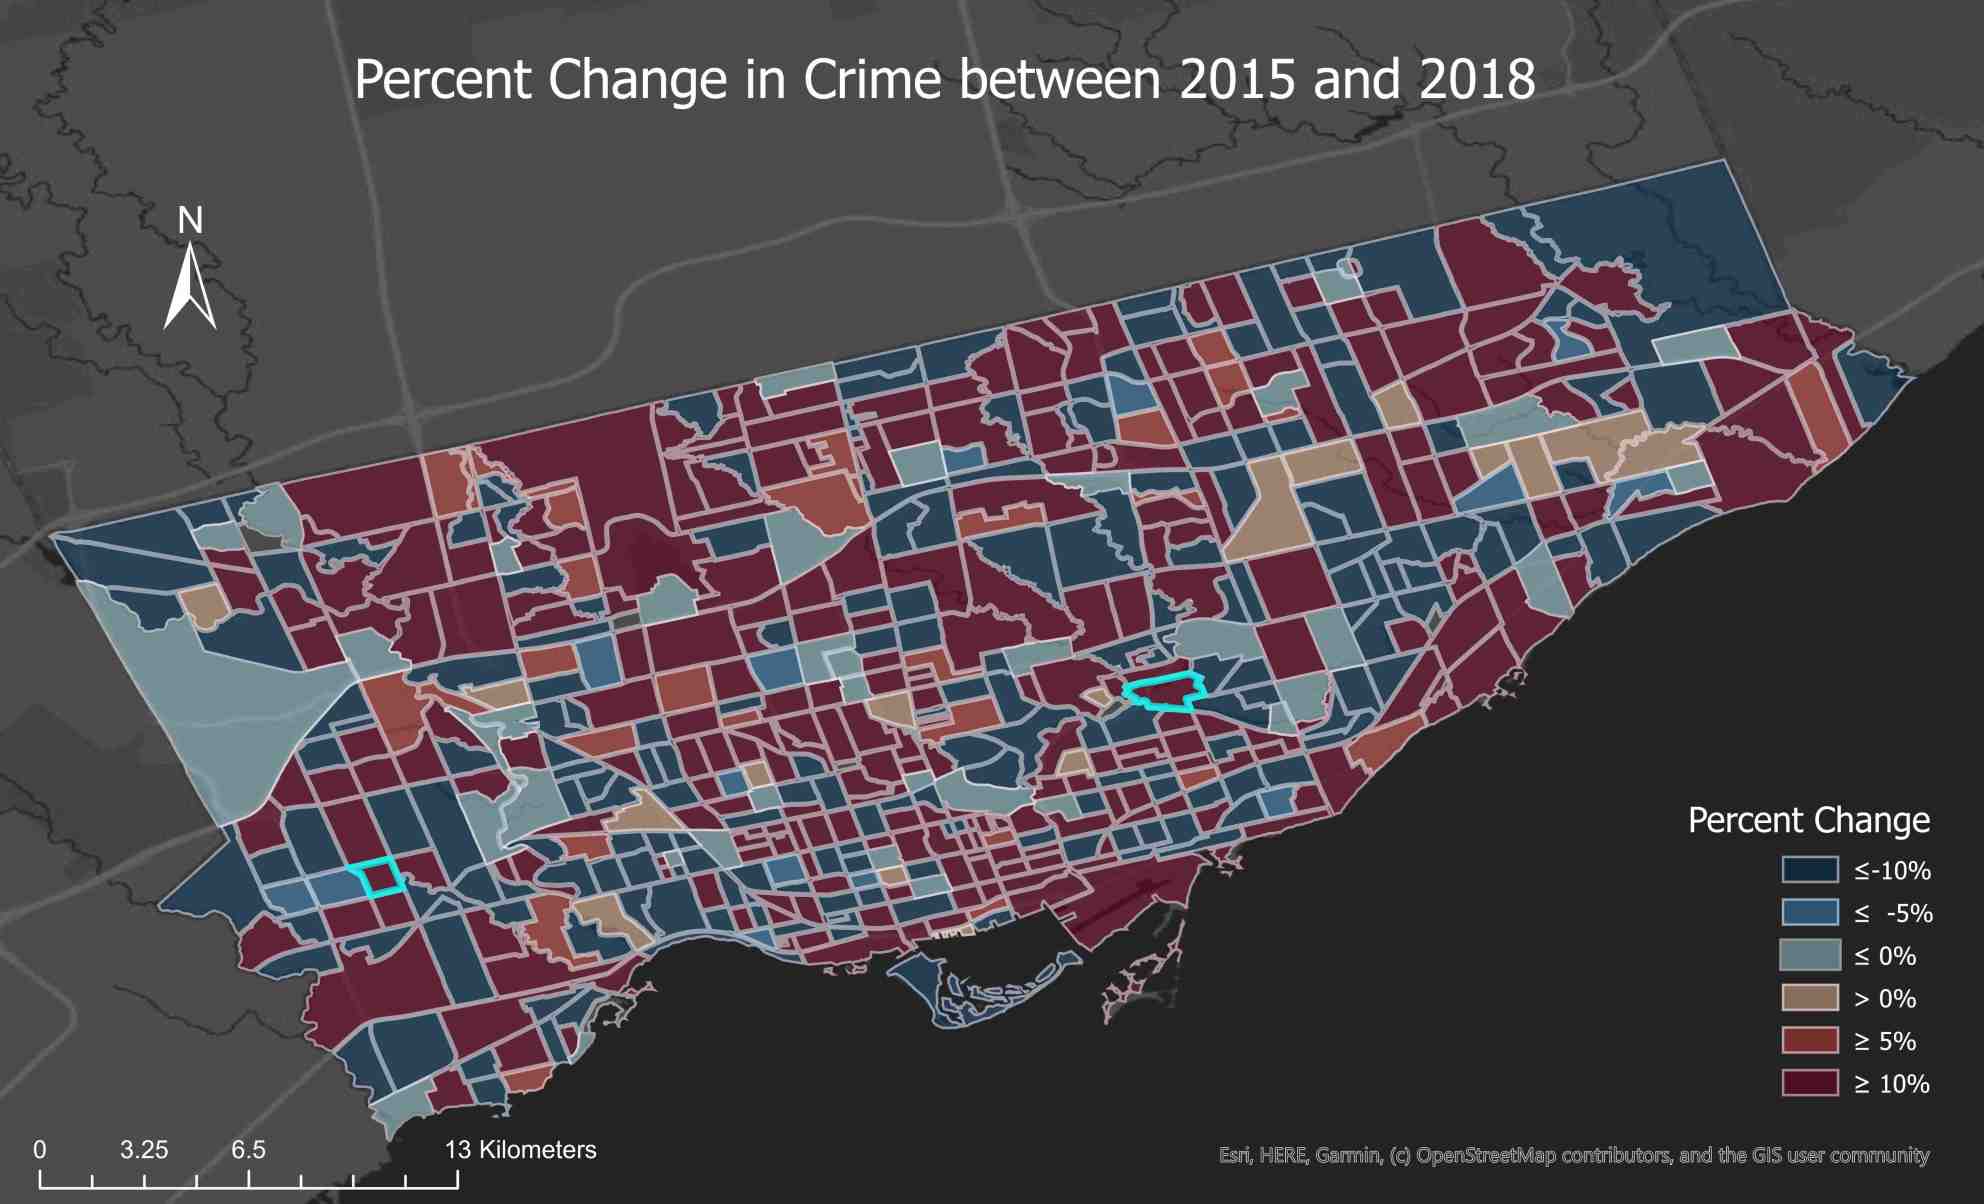 Percent Change in Crime between 2015 and 2018
N
Percent Change
≤-10%
≤ -5%
≤ 0%
> 0%
≥ 5%
≥ 10%
0 3.25 6.5 13 Kilometers
Esri, HERE, Garmin, (c) OpenStreetMap contributors, and the GIS user community